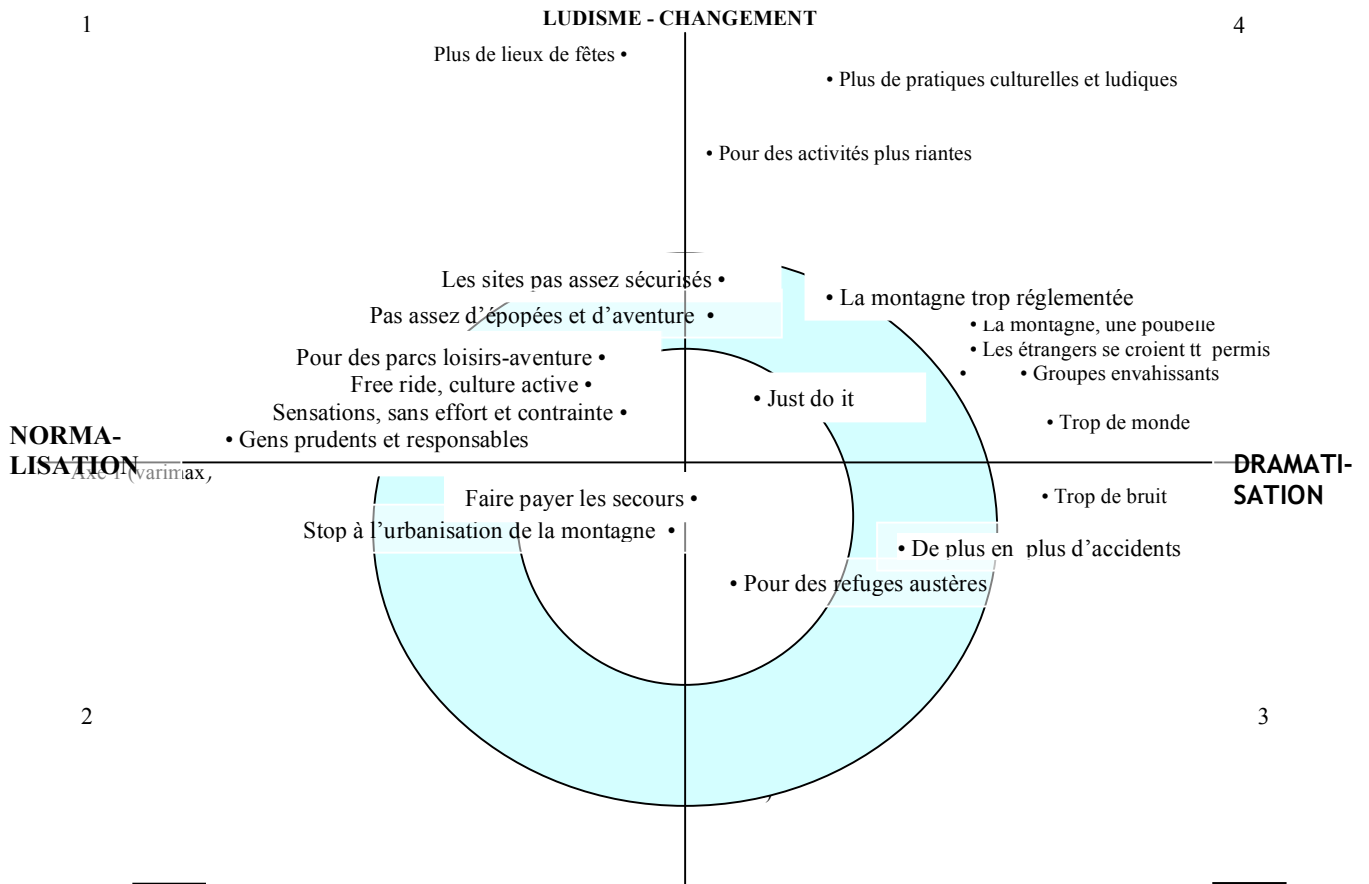 LUDISME - CHANGEMENT
1
4
Plus de lieux de fêtes •
• Plus de pratiques culturelles et ludiques
• Pour des activités plus riantes
Les sites pas assez sécurisés •
• La montagne trop réglementée
Pas assez d’épopées et d’aventure •
• La montagne, une poubelle
• Les étrangers se croient tt permis
Pour des parcs loisirs-aventure •
• Groupes envahissants
Free ride, culture active •
• Just do it
Sensations, sans effort et contrainte •
• Trop de monde
• Gens prudents et responsables
NORMA-
LISATION
Axe 1 (varimax)
DRAMATI-
SATION
Faire payer les secours •
• Trop de bruit
Stop à l’urbanisation de la montagne •
• De plus en plus d’accidents
• Pour des refuges austères
2
3